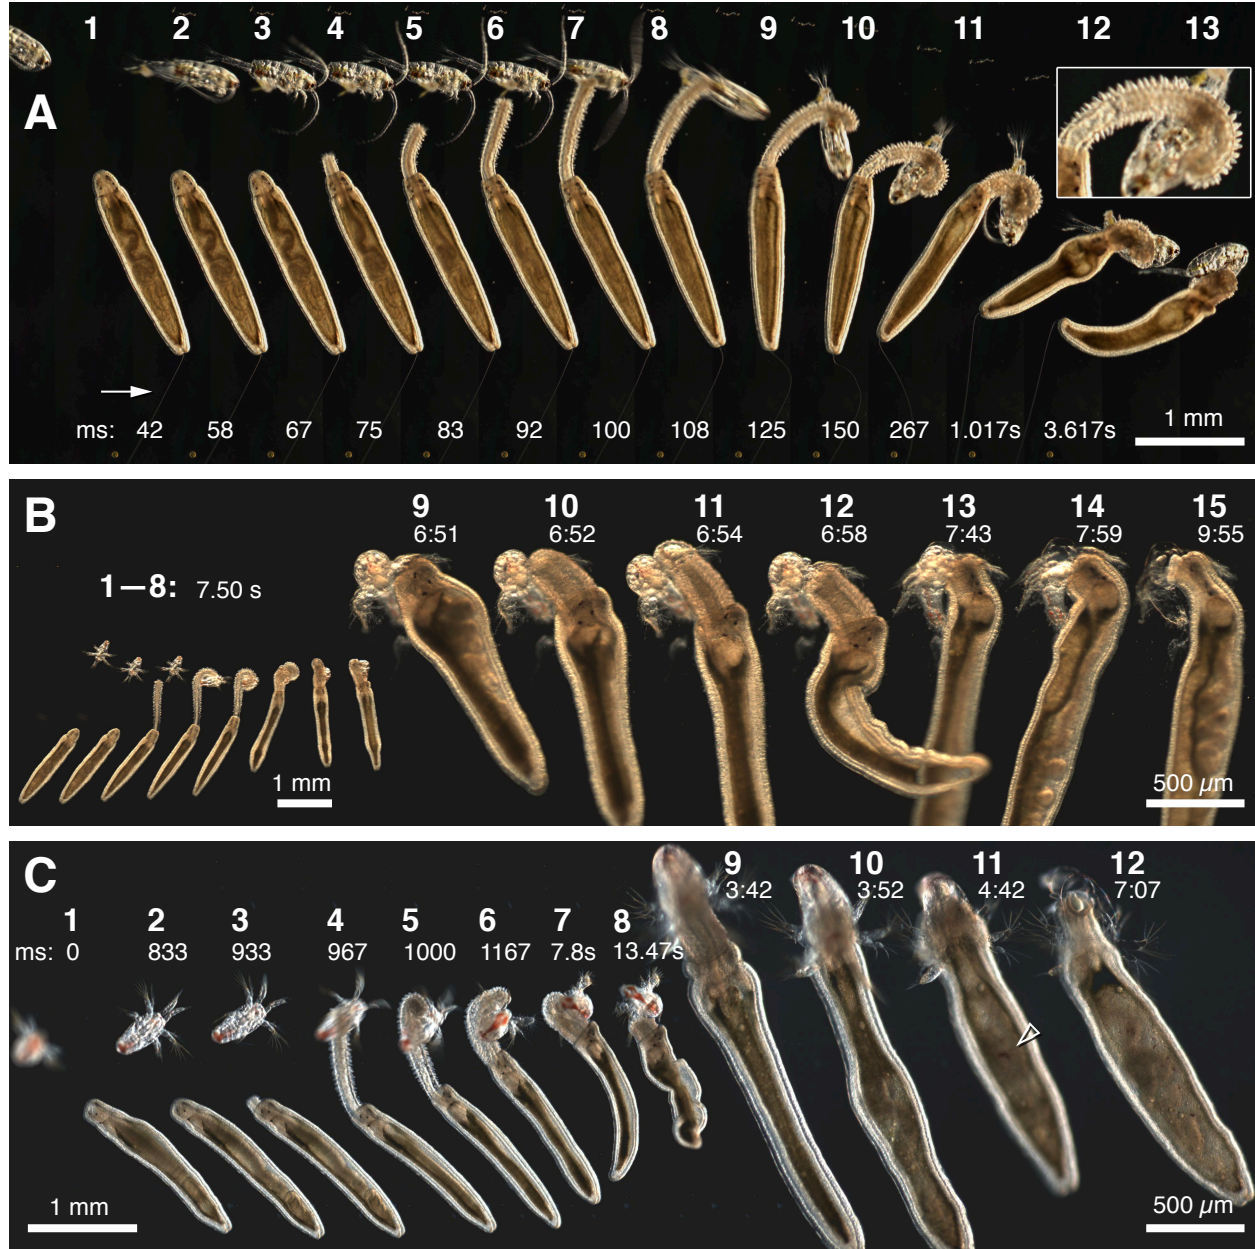 1 2 3 4 5 6 7 8 9 10 11 12 13
A
ms: 42 58 67 75 83 92 100 108 125 150 267 1.017s 3.617s
1 mm
B
9 10 11 12 13 14 15
6:51 6:52 6:54 6:58 7:43 7:59 9:55
1—8: 7.50 s
1 mm
500 µm
C
9 10 11 12
3:42 3:52 4:42 7:07
1 2 3 4 5 6 7 8
ms: 0 833 933 967 1000 1167 7.8s 13.47s
1 mm
500 µm